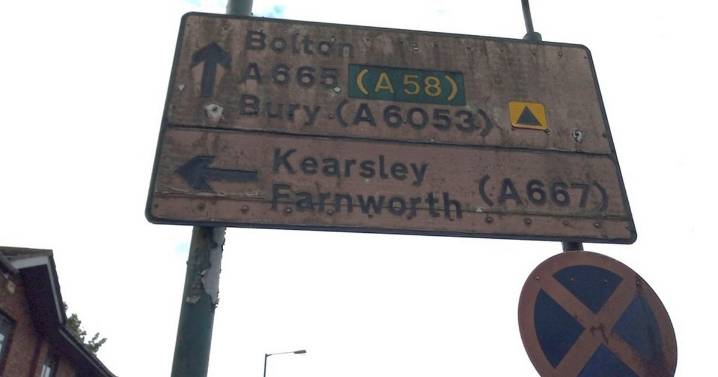 Bolton
A665 (A58)
Bury (A6053)
Kearsley
Farnworth (A667)